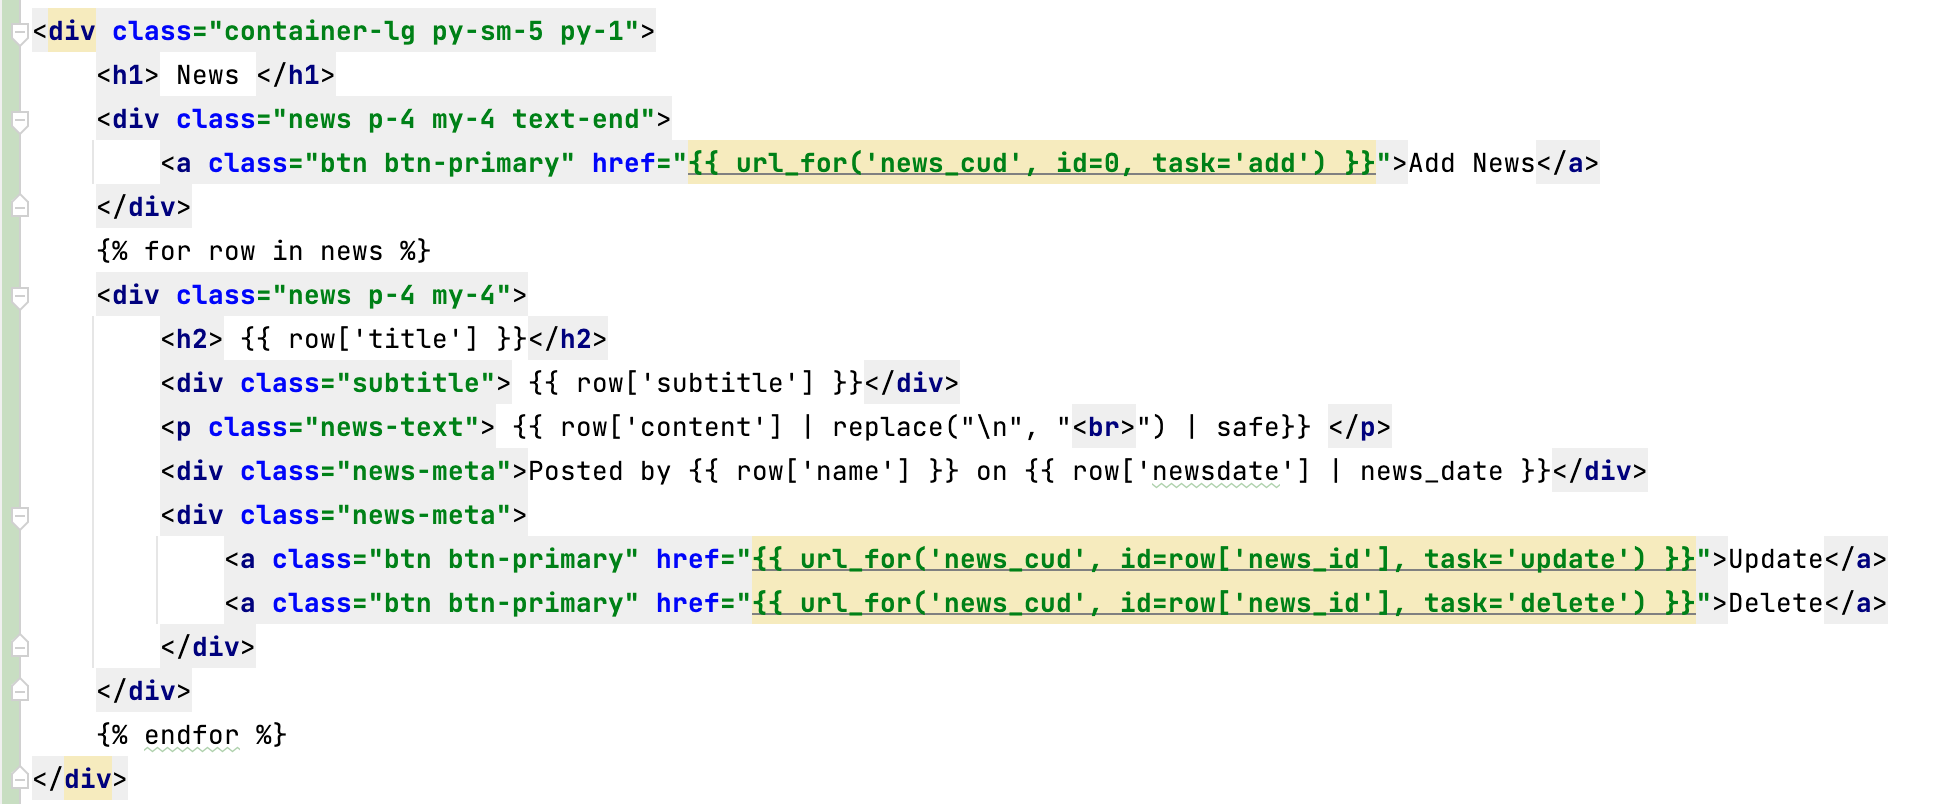 <div class="container-lg py-sm-5 py-1">
    <h1> News </h1>
    <div class="news p-4 my-4 text-end">
        <a class="btn btn-primary" href="{{ url_for('news_cud', id=0, task='add') }}">Add News</a>
    </div>
    {% for row in news %}
    <div class="news p-4 my-4">
        <h2> {{ row['title'] }}</h2>
        <div class="subtitle"> {{ row['subtitle'] }}</div>
        <p class="news-text"> {{ row['content'] | replace("\n", "<br>") | safe}} </p>
        <div class="news-meta">Posted by {{ row['name'] }} on {{ row['newsdate'] | news_date }}</div>
        <div class="news-meta">
            <a class="btn btn-primary" href="{{ url_for('news_cud', id=row['news_id'], task='update') }}">Update</a>
            <a class="btn btn-primary" href="{{ url_for('news_cud', id=row['news_id'], task='delete') }}">Delete</a>
        </div>
    </div>
    {% endfor %}
</div>